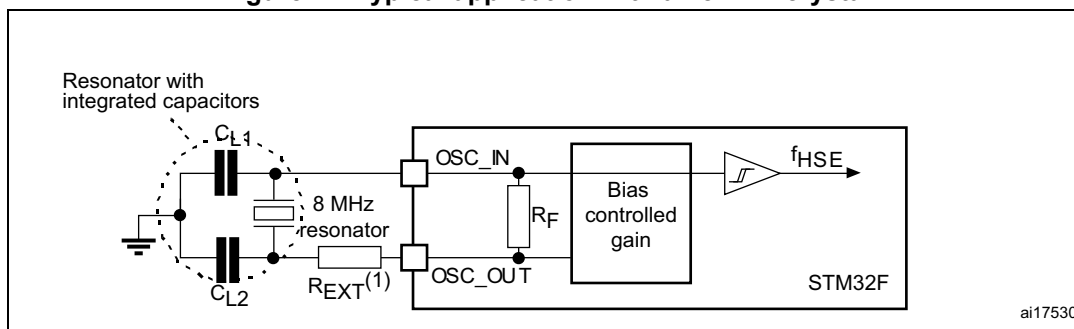 Resonator with
integrated capacitors
CL1
OSC_IN
fHSE
8 MHz
resonator
RF
Bias
controlled
gain
REXT(1)
OSC_OUT
STM32F
CL2
ai17530